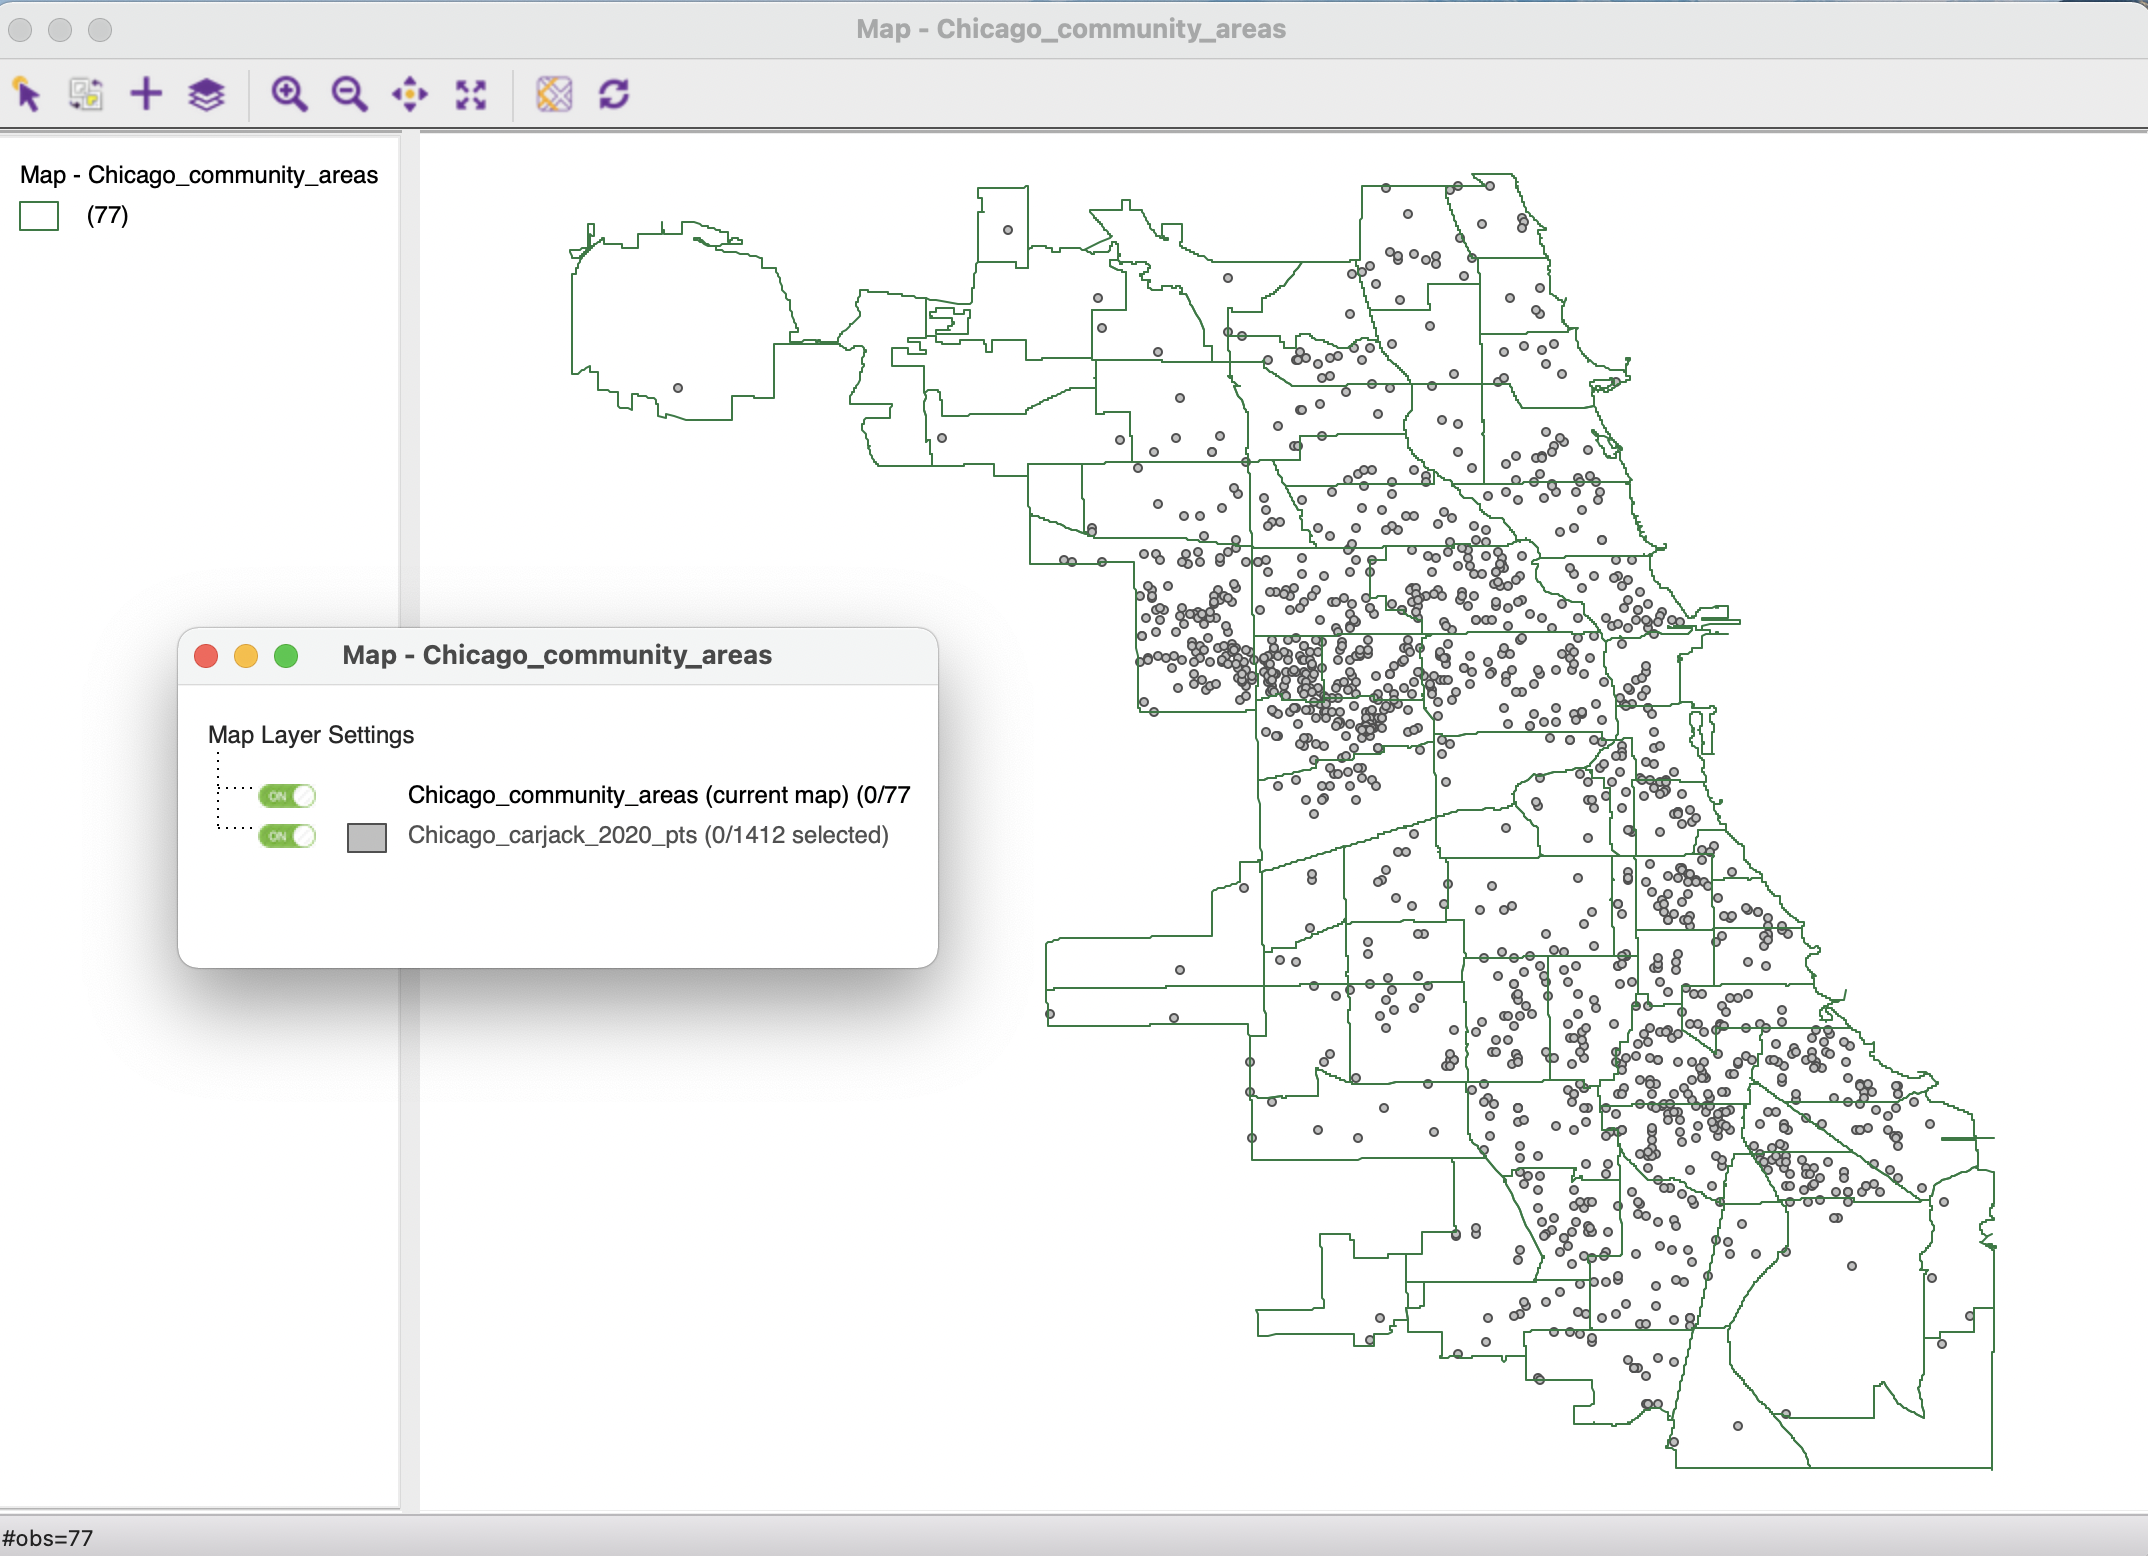 Map - Chicago_community_areas
Map - Chicago_community_areas
(77)
Map - Chicago_community_areas
Map Layer Settings
ON Chicago_community_areas (current map) (0/77
ON Chicago_carjack_2020_pts (0/1412 selected)
#obs=77